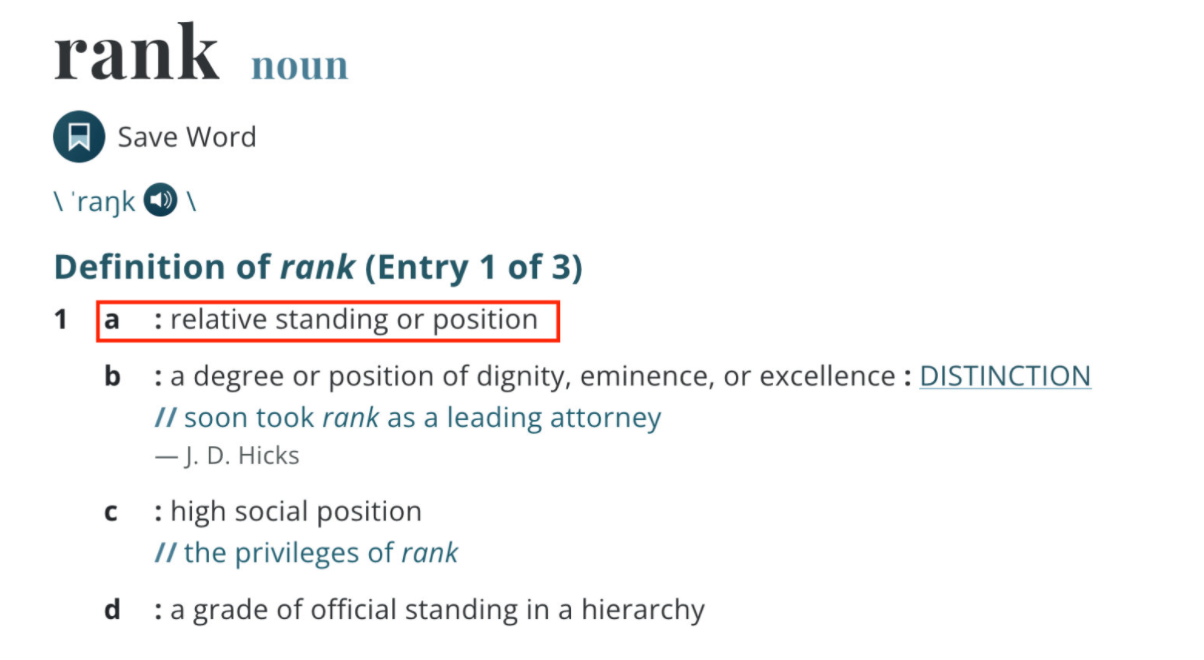 rank noun
Save Word
\ ˈraŋk \
Definition of rank (Entry 1 of 3)
1 a : relative standing or position
b : a degree or position of dignity, eminence, or excellence : DISTINCTION
// soon took rank as a leading attorney
— J. D. Hicks
c : high social position
// the privileges of rank
d : a grade of official standing in a hierarchy